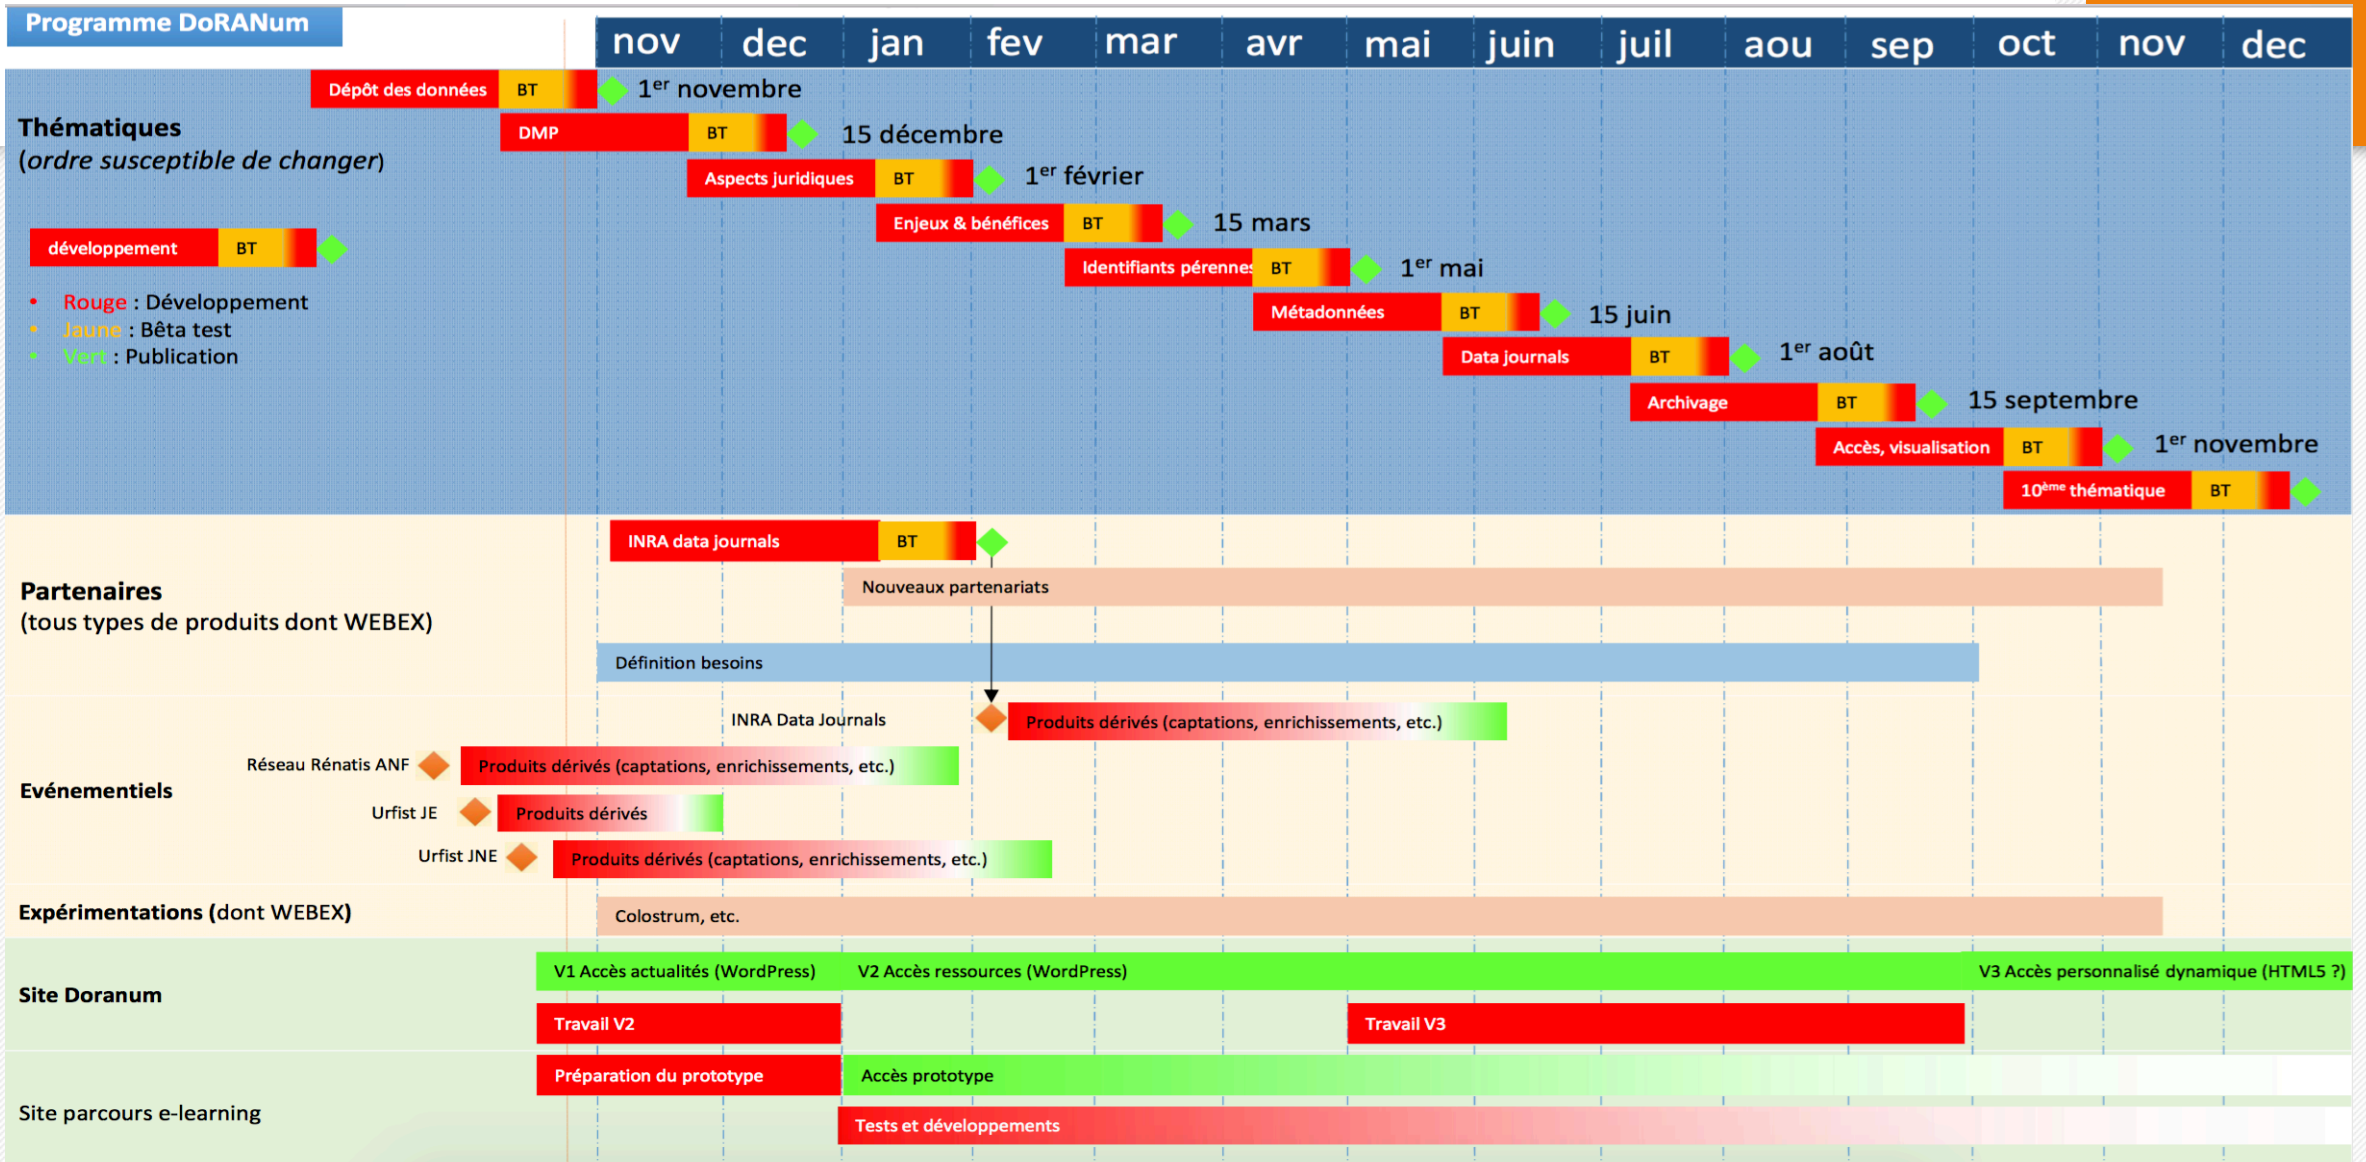 Programme DoRANum
nov dec jan fev mar avr mai juin juil aou sep oct nov dec
Dépôt des données BT 1er novembre
Thématiques
(ordre susceptible de changer)
DMP BT 15 décembre
Aspects juridiques BT 1er février
Enjeux & bénéfices BT 15 mars
développement BT
Identifiants pérennes BT 1er mai
• Rouge : Développement
• Jaune : Bêta test
• Vert : Publication
Métadonnées BT 15 juin
Data journals BT 1er août
Archivage BT 15 septembre
Accès, visualisation BT 1er novembre
10ème thématique BT
INRA data journals BT
Partenaires
(tous types de produits dont WEBEX)
Nouveaux partenariats
Définition besoins
INRA Data Journals Produits dérivés (captations, enrichissements, etc.)
Evénementiels
Réseau Rénatis ANF Produits dérivés (captations, enrichissements, etc.)
Urfist JE Produits dérivés
Urfist JNE Produits dérivés (captations, enrichissements, etc.)
Expérimentations (dont WEBEX) Colostrum, etc.
Site Doranum
V1 Accès actualités (WordPress) V2 Accès ressources (WordPress) V3 Accès personnalisé dynamique (HTML5 ?)
Travail V2 Travail V3
Site parcours e-learning
Préparation du prototype Accès prototype
Tests et développements